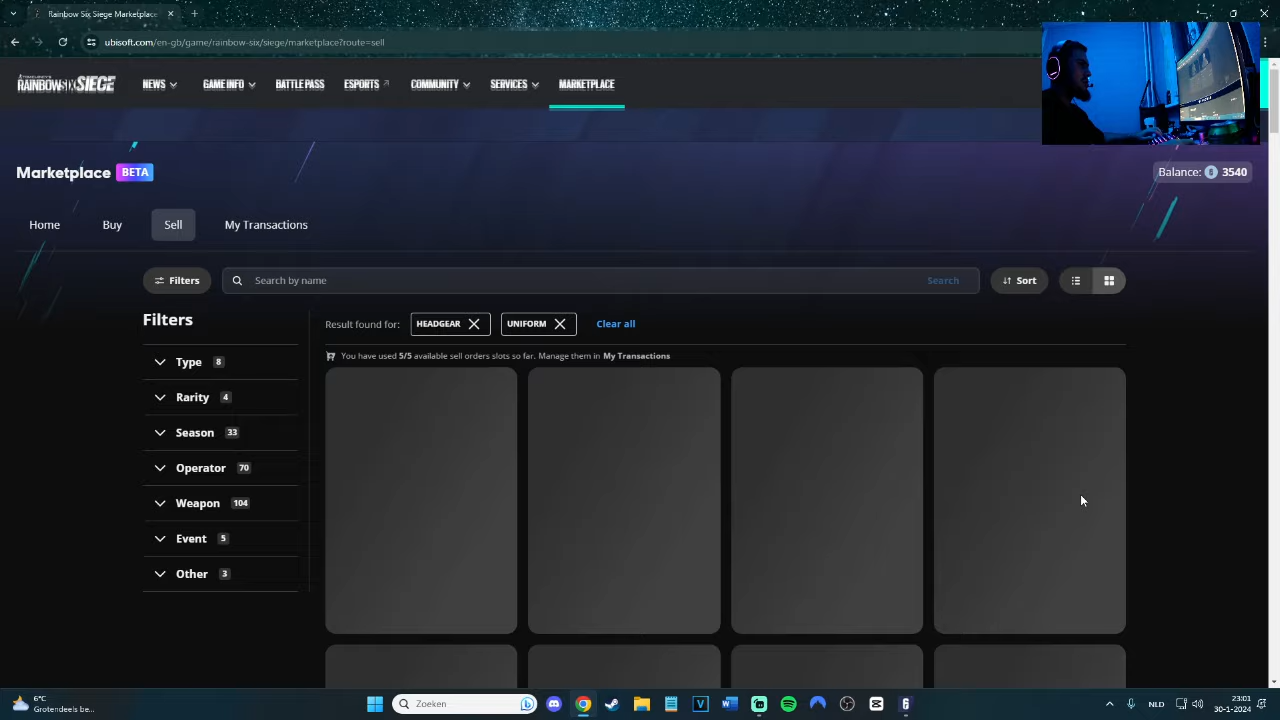 Rainbow Six Siege Marketplace
ubisoft.com/en-gb/game/rainbow-six/siege/marketplace?route=sell
RAINBOWSIX SIEGE
NEWS
GAME INFO
BATTLE PASS
ESPORTS
COMMUNITY
SERVICES
MARKETPLACE
Marketplace BETA
Balance: 3540
Home
Buy
Sell
My Transactions
Filters
Search by name
Search
Sort
Filters
Result found for:
HEADGEAR
UNIFORM
Clear all
You have used 5/5 available sell orders slots so far. Manage them in My Transactions
Type 8
Rarity 4
Season 33
Operator 70
Weapon 104
Event 5
Other 3
6°C
Grotendeels be...
Zoeken
NLD
23:01
30-1-2024